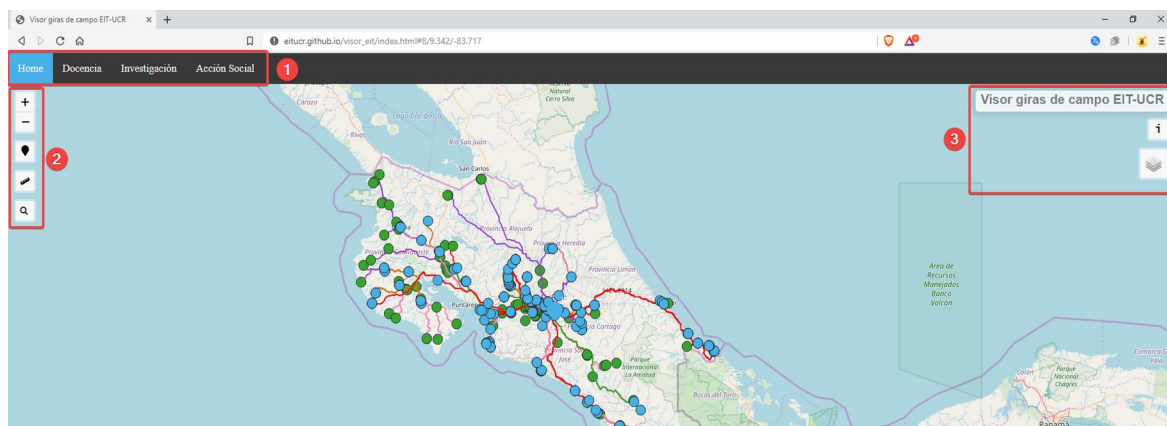 Visor giras de campo EIT-UCR
eitucr.github.io/visor_eit/index.html#8/9.342/-83.717
Home Docencia Investigación Acción Social
1
2
3
+
−
Visor giras de campo EIT-UCR
i
Natural
Cerro Silva
Carazo
Lago Cocibolca
Rivas
Río San Juan
San Carlos
Provincia Alajuela
Provincia Heredia
Provincia Limón
Provincia Cartago
José
Parque
Internacional
La Amistad
Bocas del Toro
Área de
Recursos
Manejados
Banco
Volcán
Colón
Parque
Nacional
Chagres
Comarca G
Yala
Panamá